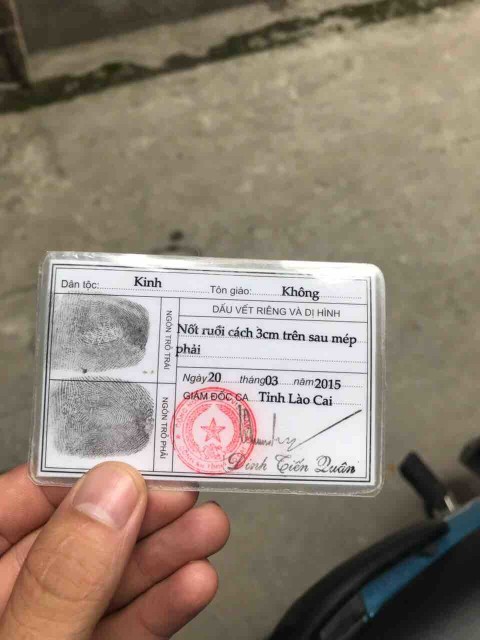 Dân tộc: Kinh Tôn giáo: Không
DẤU VẾT RIÊNG VÀ DỊ HÌNH
NGÓN TRỎ TRÁI
Nốt ruồi cách 3cm trên sau mép
phải
Ngày 20 tháng 03 năm 2015
GIÁM ĐỐC CA Tỉnh Lào Cai
NGÓN TRỎ PHẢI
Đinh Tiến Quân